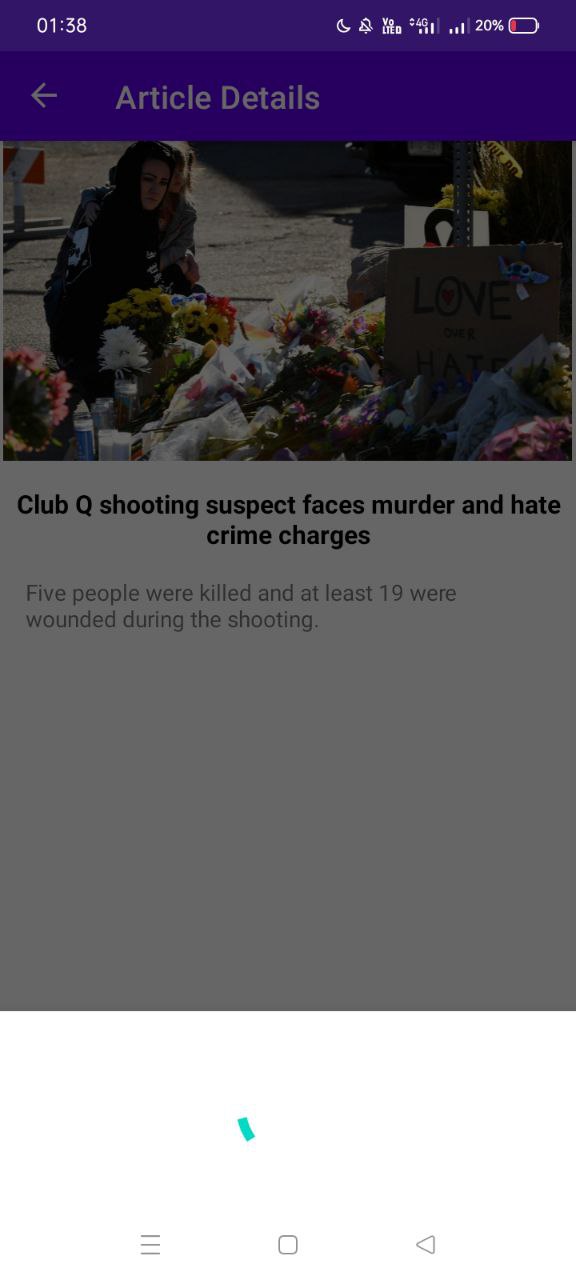 01:38
Vo LTED 4G 20%
Article Details
LOVE
OVER
HATE
Club Q shooting suspect faces murder and hate
crime charges
Five people were killed and at least 19 were
wounded during the shooting.